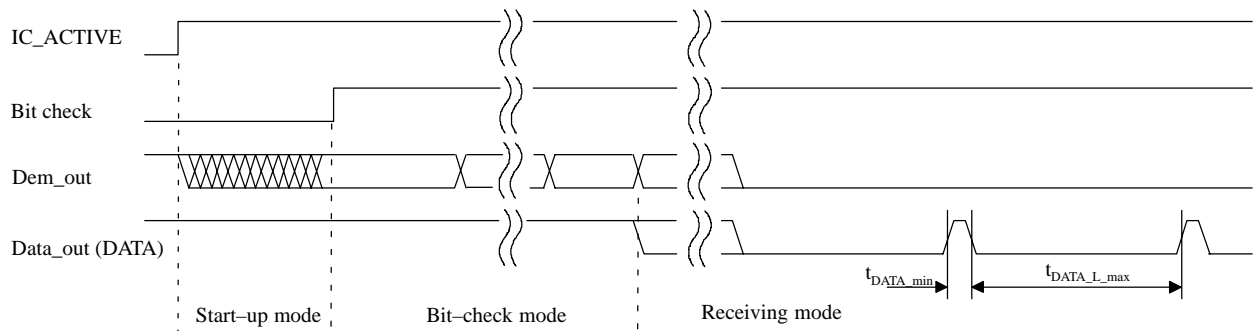 IC_ACTIVE
Bit check
Dem_out
Data_out (DATA)
tDATA_min
tDATA_L_max
Start–up mode
Bit–check mode
Receiving mode